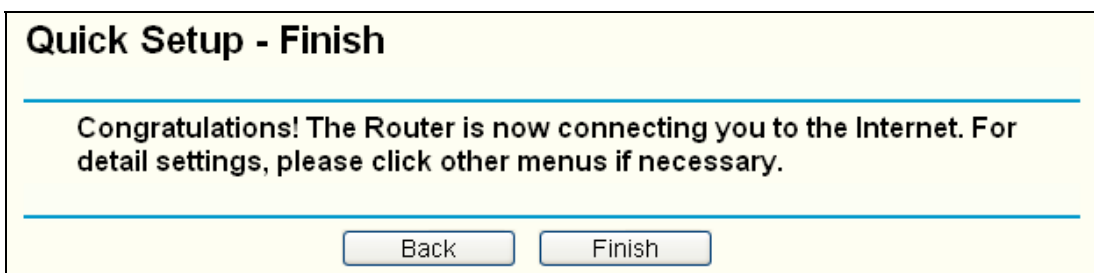 Quick Setup - Finish
Congratulations! The Router is now connecting you to the Internet. For
detail settings, please click other menus if necessary.
Back Finish